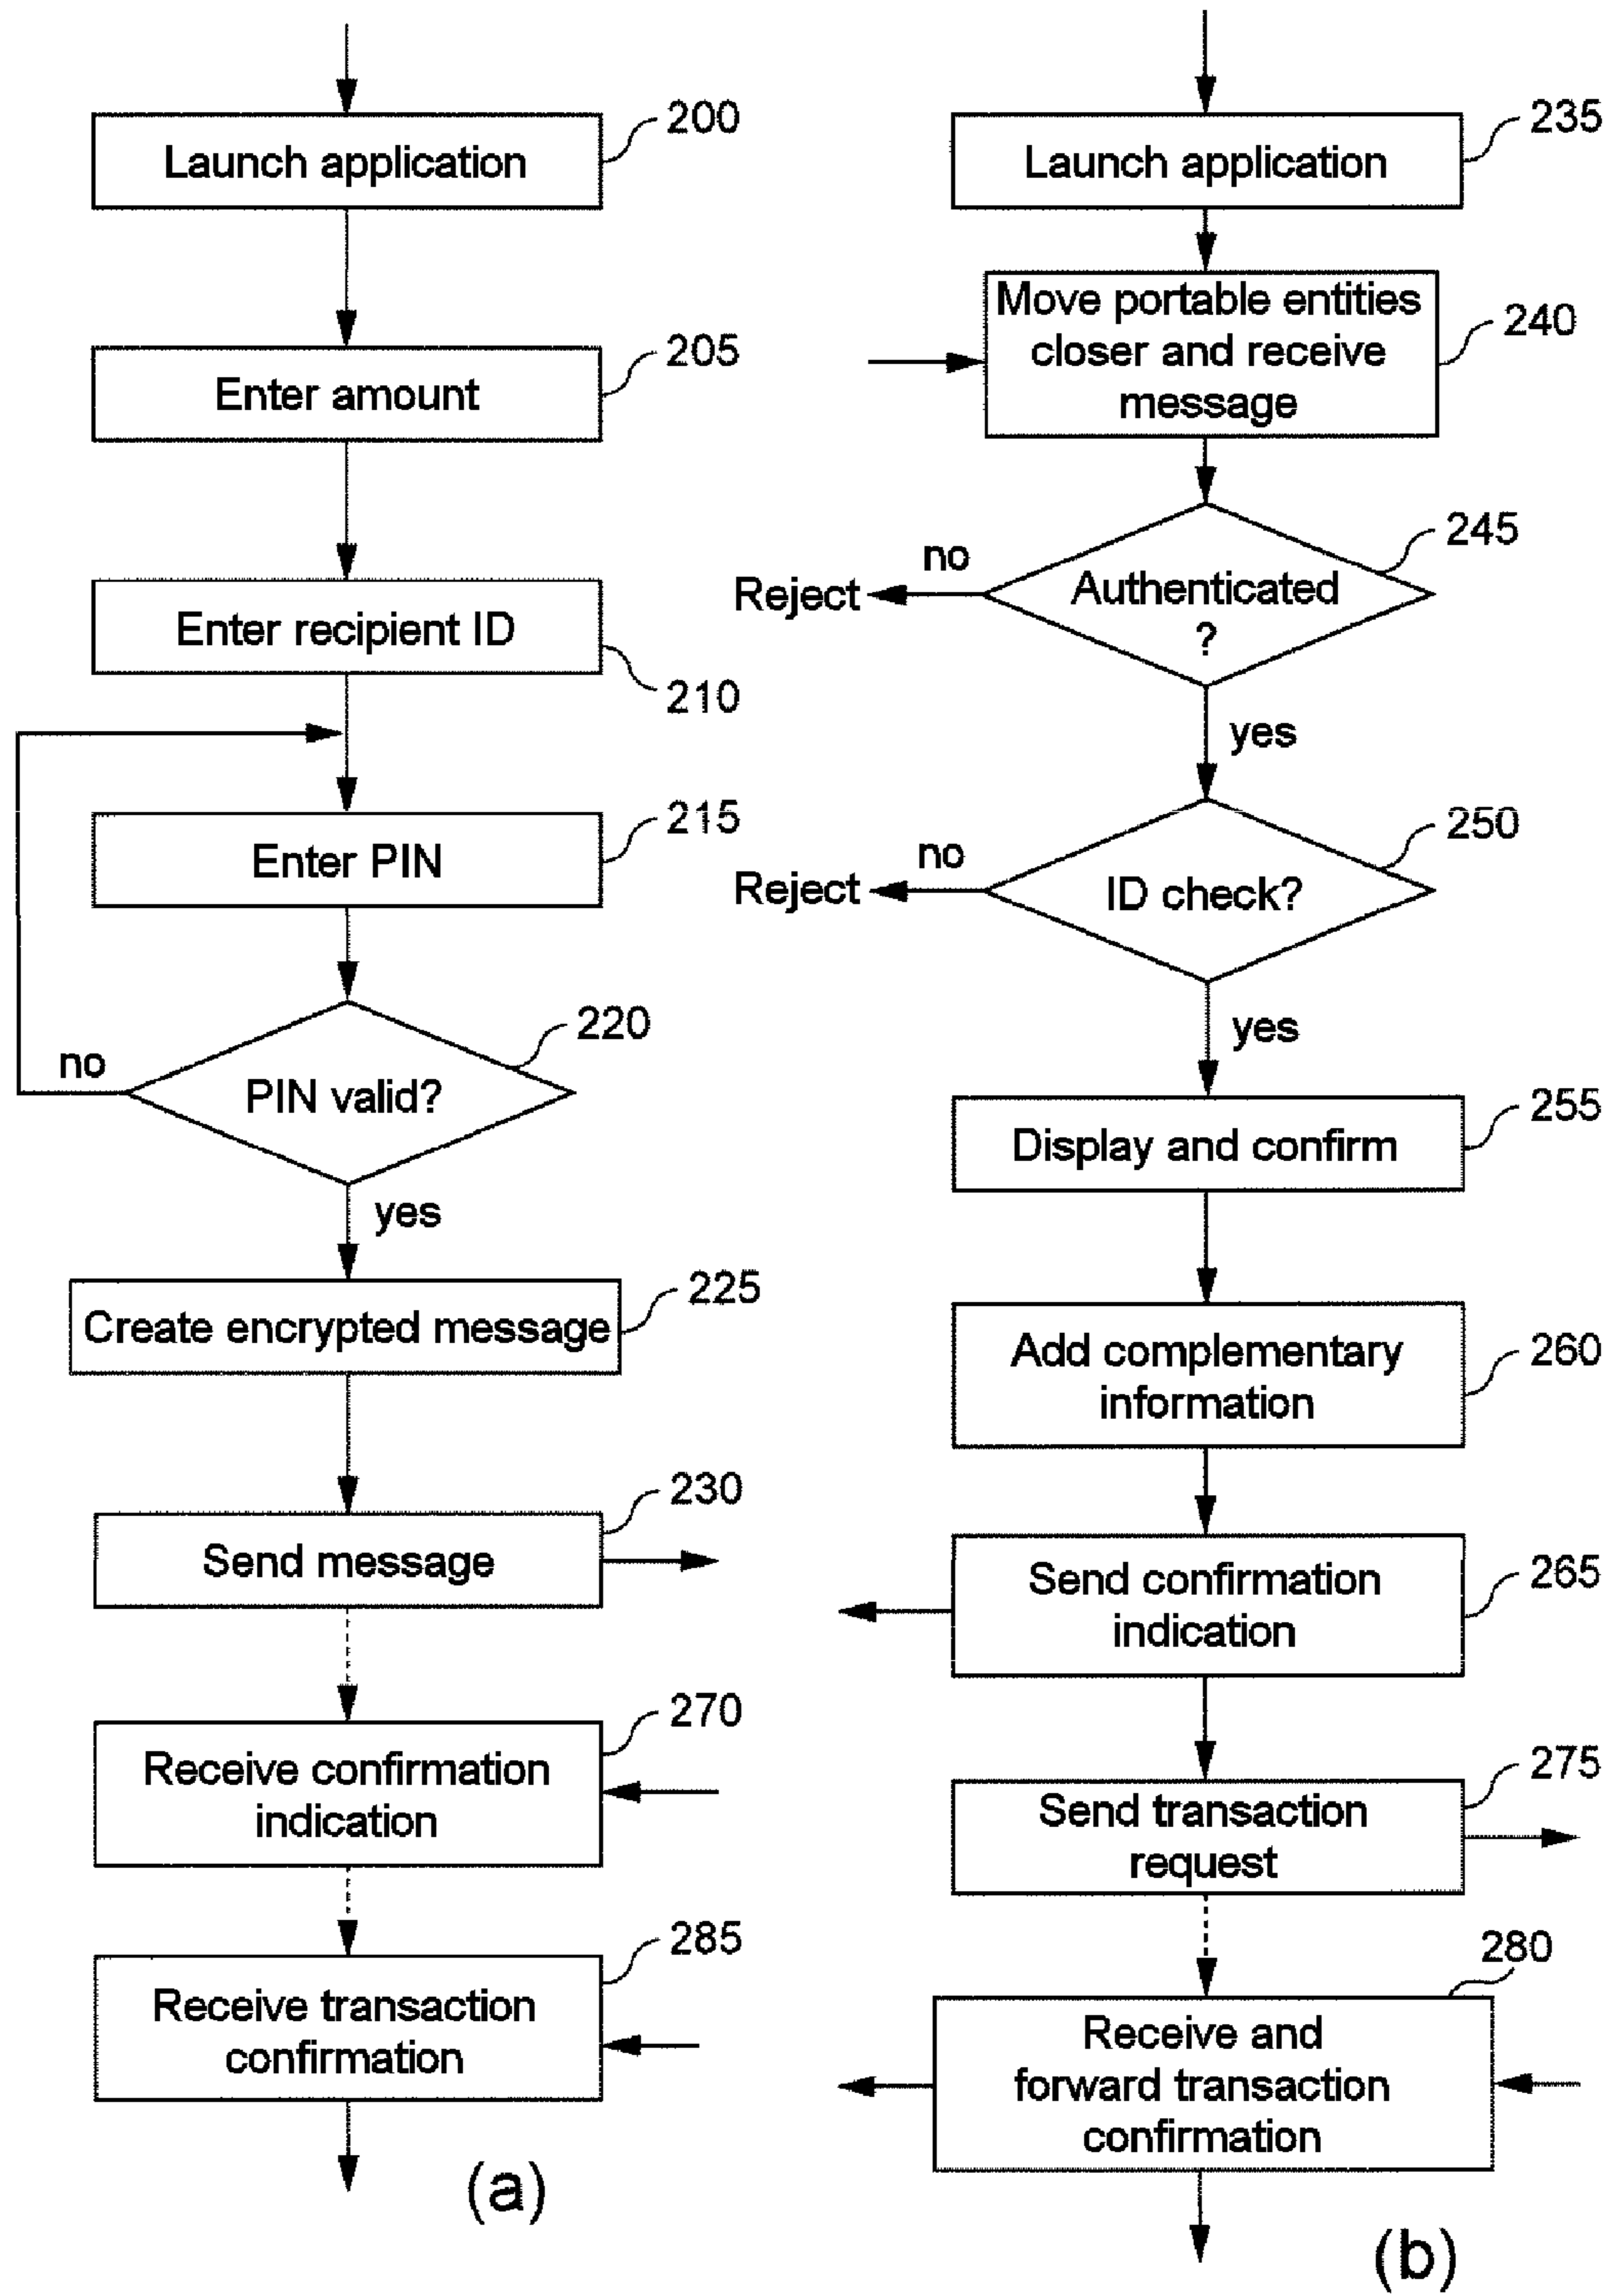 200
Launch application
205
Enter amount
Enter recipient ID
210
215
Enter PIN
220
no
PIN valid?
yes
225
Create encrypted message
230
Send message
270
Receive confirmation
indication
285
Receive transaction
confirmation
(a)
235
Launch application
Move portable entities
closer and receive
message
240
245
no
Reject
Authenticated
?
yes
250
no
Reject
ID check?
yes
255
Display and confirm
Add complementary
information
260
Send confirmation
indication
265
275
Send transaction
request
280
Receive and
forward transaction
confirmation
(b)